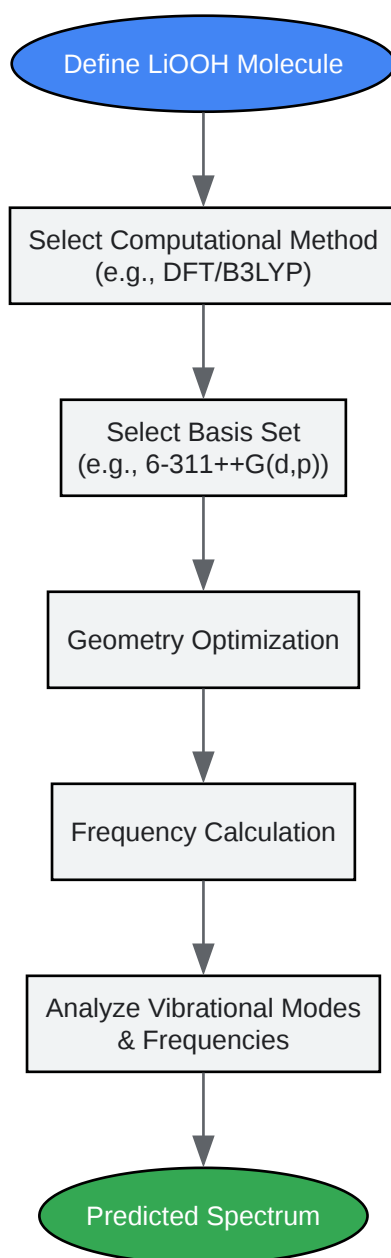 Define LiOOH Molecule
Select Computational Method
(e.g., DFT/B3LYP)
Select Basis Set
(e.g., 6-311++G(d,p))
Geometry Optimization
Frequency Calculation
Analyze Vibrational Modes
& Frequencies
Predicted Spectrum